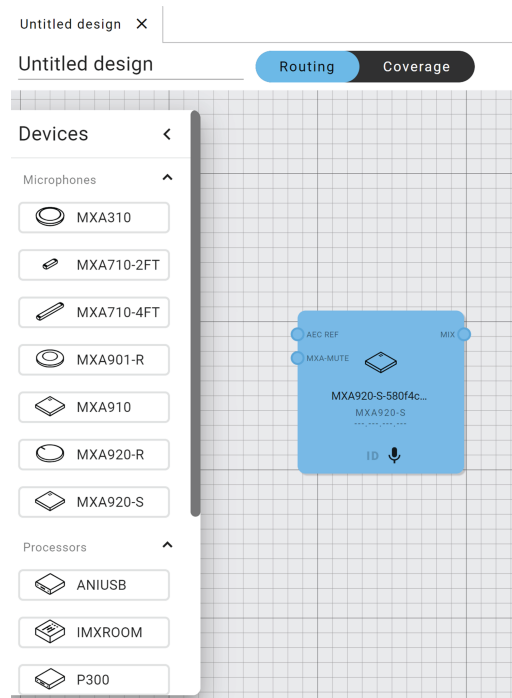 Untitled design
Untitled design
Routing
Coverage
Devices
Microphones
MXA310
MXA710-2FT
MXA710-4FT
MXA901-R
MXA910
MXA920-R
MXA920-S
Processors
ANIUSB
IMXROOM
P300
AEC REF
MIX
MXA-MUTE
MXA920-S-580f4c...
MXA920-S
---.---.---.---
ID